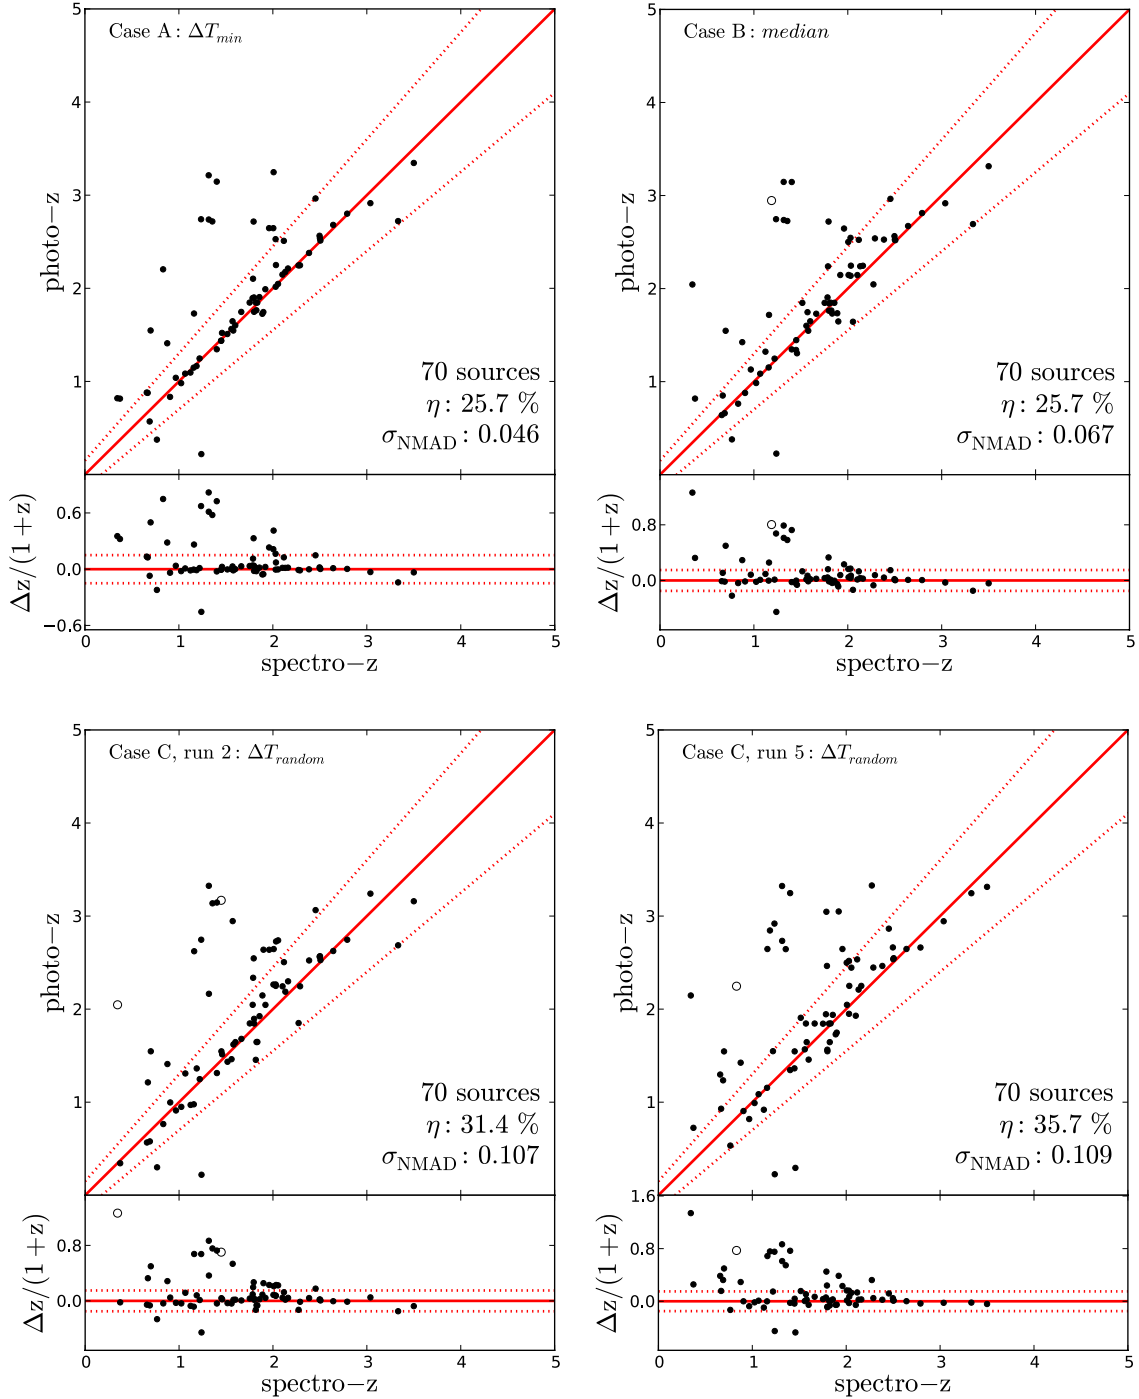 Case A : ΔT_min
5
4
3
2
1
photo−z
70 sources
η : 25.7 %
σ_NMAD : 0.046
0.6
0.0
−0.6
Δz/(1+z)
0 1 2 3 4 5
spectro−z
Case B : median
5
4
3
2
1
photo−z
70 sources
η : 25.7 %
σ_NMAD : 0.067
0.8
0.0
Δz/(1+z)
0 1 2 3 4 5
spectro−z
Case C, run 2 : ΔT_random
5
4
3
2
1
photo−z
70 sources
η : 31.4 %
σ_NMAD : 0.107
0.8
0.0
Δz/(1+z)
0 1 2 3 4 5
spectro−z
Case C, run 5 : ΔT_random
5
4
3
2
1
photo−z
70 sources
η : 35.7 %
σ_NMAD : 0.109
1.6
0.8
0.0
Δz/(1+z)
0 1 2 3 4 5
spectro−z